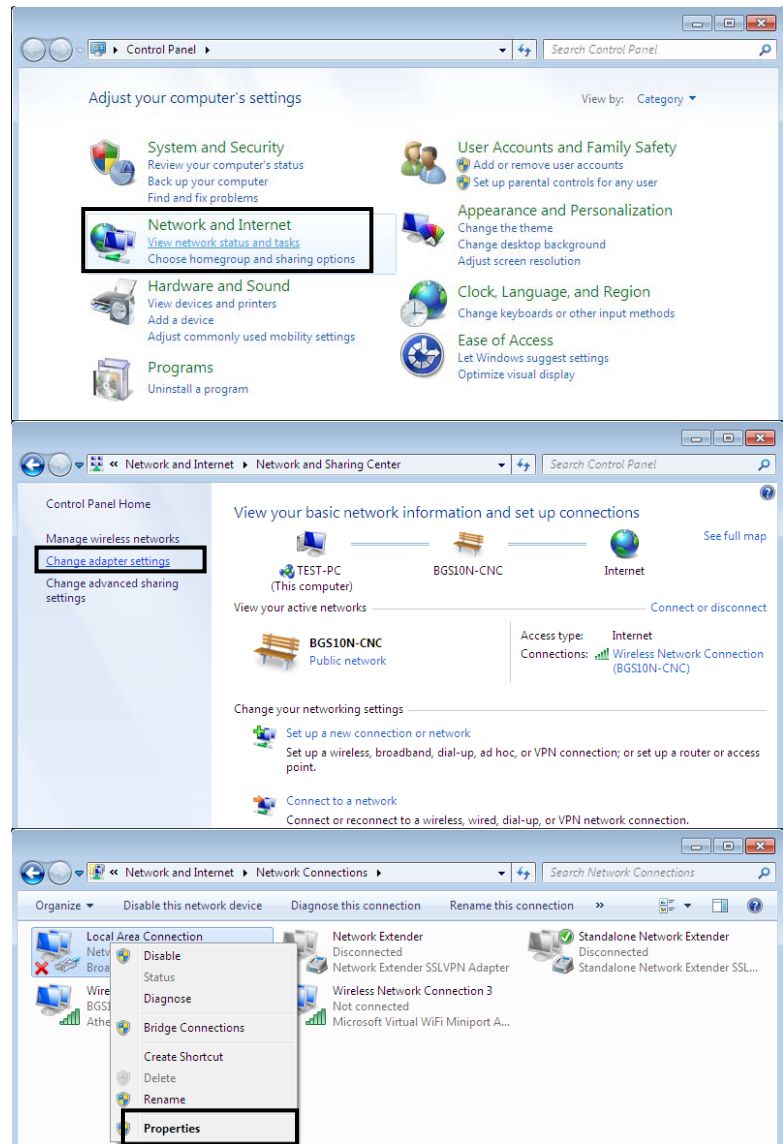 Control Panel
Search Control Panel
Adjust your computer's settings
View by: Category
System and Security
Review your computer's status
Back up your computer
Find and fix problems
Network and Internet
View network status and tasks
Choose homegroup and sharing options
Hardware and Sound
View devices and printers
Add a device
Adjust commonly used mobility settings
Programs
Uninstall a program
User Accounts and Family Safety
Add or remove user accounts
Set up parental controls for any user
Appearance and Personalization
Change the theme
Change desktop background
Adjust screen resolution
Clock, Language, and Region
Change keyboards or other input methods
Ease of Access
Let Windows suggest settings
Optimize visual display
« Network and Internet Network and Sharing Center
Search Control Panel
Control Panel Home
Manage wireless networks
Change adapter settings
Change advanced sharing
settings
View your basic network information and set up connections
See full map
TEST-PC
(This computer)
BGS10N-CNC
Internet
View your active networks
Connect or disconnect
BGS10N-CNC
Public network
Access type: Internet
Connections: Wireless Network Connection
(BGS10N-CNC)
Change your networking settings
Set up a new connection or network
Set up a wireless, broadband, dial-up, ad hoc, or VPN connection; or set up a router or access
point.
Connect to a network
Connect or reconnect to a wireless, wired, dial-up, or VPN network connection.
« Network and Internet Network Connections
Search Network Connections
Organize Disable this network device Diagnose this connection Rename this connection »
Local Area Connection
Netw
Broa
Wire
BGS1
Athe
Disable
Status
Diagnose
Bridge Connections
Create Shortcut
Delete
Rename
Properties
Network Extender
Disconnected
Network Extender SSLVPN Adapter
Wireless Network Connection 3
Not connected
Microsoft Virtual WiFi Miniport A...
Standalone Network Extender
Disconnected
Standalone Network Extender SSL...